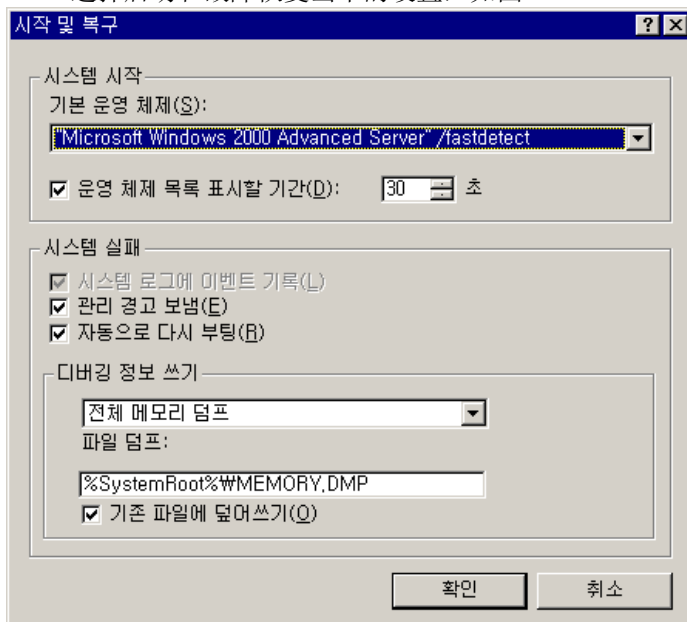 시작 및 복구
시스템 시작
기본 운영 체제(S):
"Microsoft Windows 2000 Advanced Server" /fastdetect
운영 체제 목록 표시할 기간(D): 30 초
시스템 실패
시스템 로그에 이벤트 기록(L)
관리 경고 보냄(E)
자동으로 다시 부팅(R)
디버깅 정보 쓰기
전체 메모리 덤프
파일 덤프:
%SystemRoot%₩MEMORY.DMP
기존 파일에 덮어쓰기(O)
확인 취소